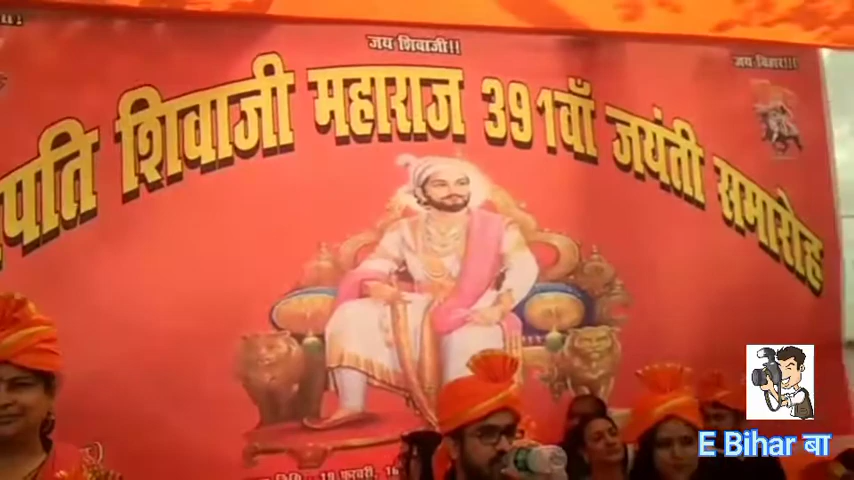 जय शिवाजी!!
जय बिहार!!!
पति शिवाजी महाराज 391वाँ जयंती समारोह
E Bihar बा